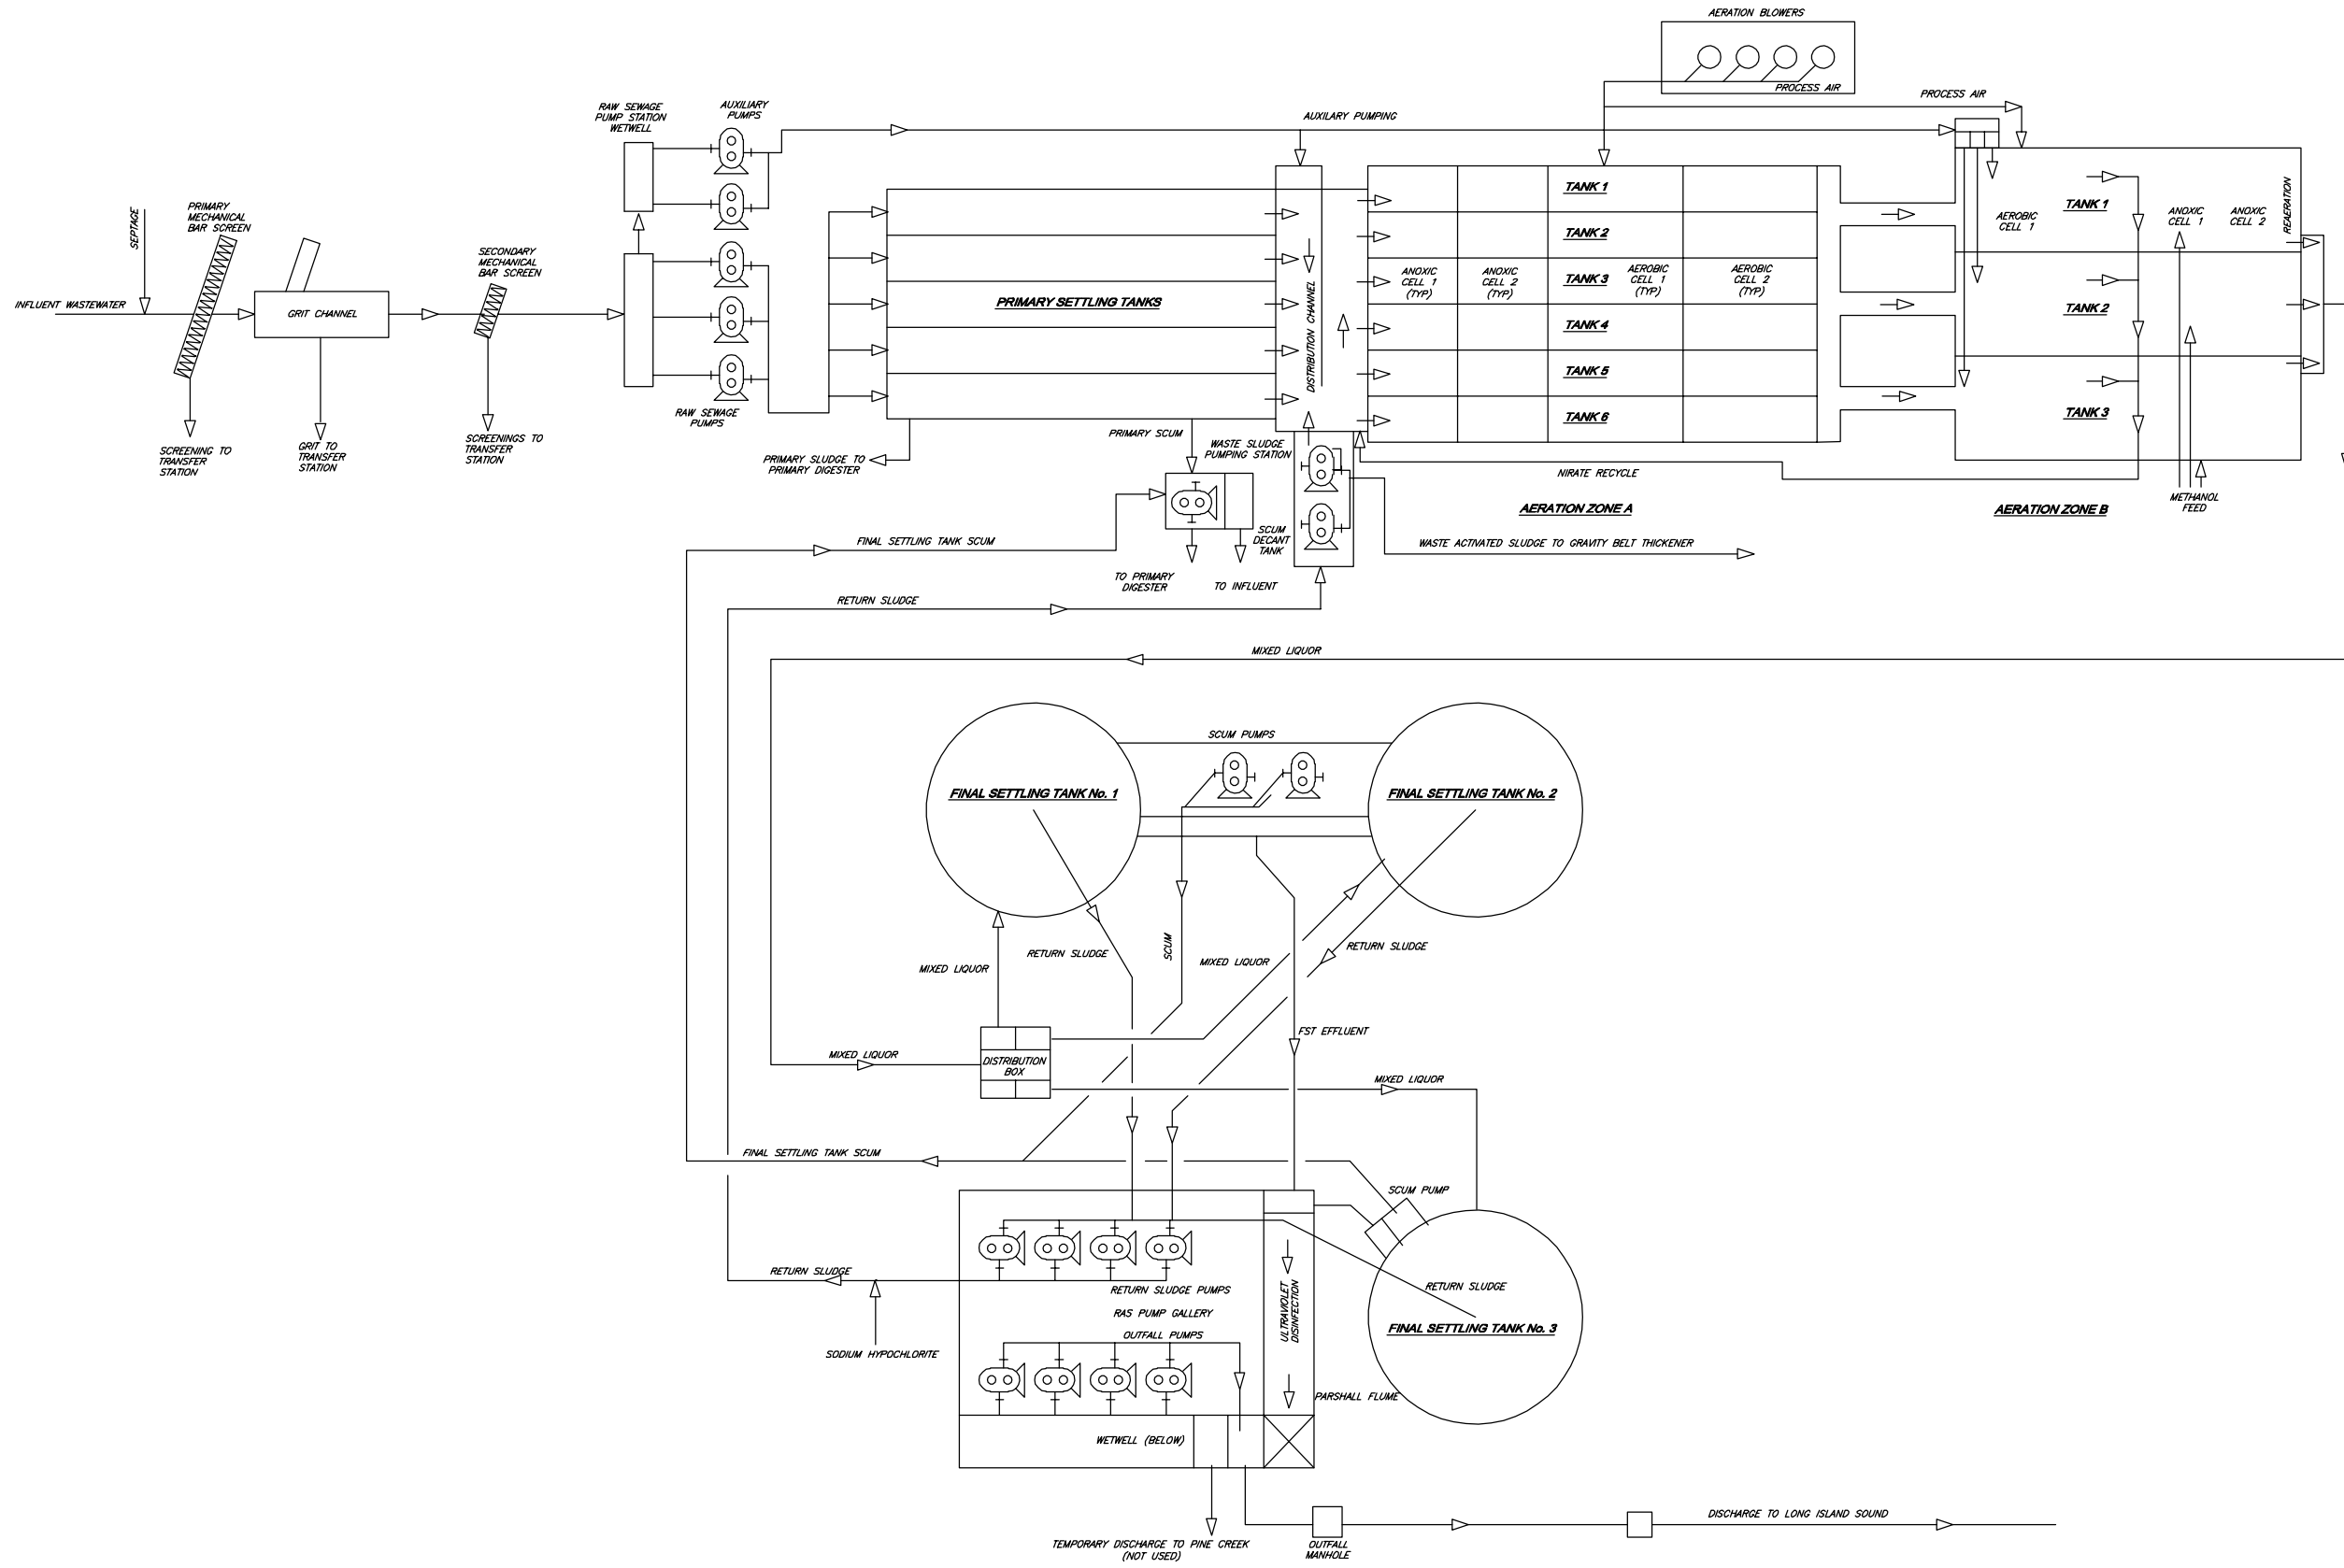 AERATION BLOWERS
PROCESS AIR
PROCESS AIR
RAW SEWAGE
PUMP STATION
WETWELL
AUXILIARY
PUMPS
AUXILARY PUMPING
SEPTAGE
PRIMARY
MECHANICAL
BAR SCREEN
SECONDARY
MECHANICAL
BAR SCREEN
INFLUENT WASTEWATER
GRIT CHANNEL
PRIMARY SETTLING TANKS
DISTRIBUTION CHANNEL
TANK 1
TANK 2
TANK 3
TANK 4
TANK 5
TANK 6
ANOXIC
CELL 1
(TYP)
ANOXIC
CELL 2
(TYP)
AEROBIC
CELL 1
(TYP)
AEROBIC
CELL 2
(TYP)
AEROBIC
CELL 1
TANK 1
TANK 2
TANK 3
ANOXIC
CELL 1
ANOXIC
CELL 2
REAERATION
RAW SEWAGE
PUMPS
SCREENING TO
TRANSFER
STATION
GRIT TO
TRANSFER
STATION
SCREENINGS TO
TRANSFER
STATION
PRIMARY SLUDGE TO
PRIMARY DIGESTER
PRIMARY SCUM
WASTE SLUDGE
PUMPING STATION
NIRATE RECYCLE
METHANOL
FEED
AERATION ZONE A
AERATION ZONE B
SCUM
DECANT
TANK
FINAL SETTLING TANK SCUM
WASTE ACTIVATED SLUDGE TO GRAVITY BELT THICKENER
TO PRIMARY
DIGESTER
TO INFLUENT
RETURN SLUDGE
MIXED LIQUOR
SCUM PUMPS
FINAL SETTLING TANK No. 1
FINAL SETTLING TANK No. 2
RETURN SLUDGE
SCUM
MIXED LIQUOR
RETURN SLUDGE
MIXED LIQUOR
FST EFFLUENT
MIXED LIQUOR
DISTRIBUTION
BOX
MIXED LIQUOR
FINAL SETTLING TANK SCUM
SCUM PUMP
RETURN SLUDGE
RETURN SLUDGE PUMPS
RAS PUMP GALLERY
OUTFALL PUMPS
ULTRAVIOLET
DISINFECTION
RETURN SLUDGE
FINAL SETTLING TANK No. 3
SODIUM HYPOCHLORITE
PARSHALL FLUME
WETWELL (BELOW)
TEMPORARY DISCHARGE TO PINE CREEK
(NOT USED)
OUTFALL
MANHOLE
DISCHARGE TO LONG ISLAND SOUND